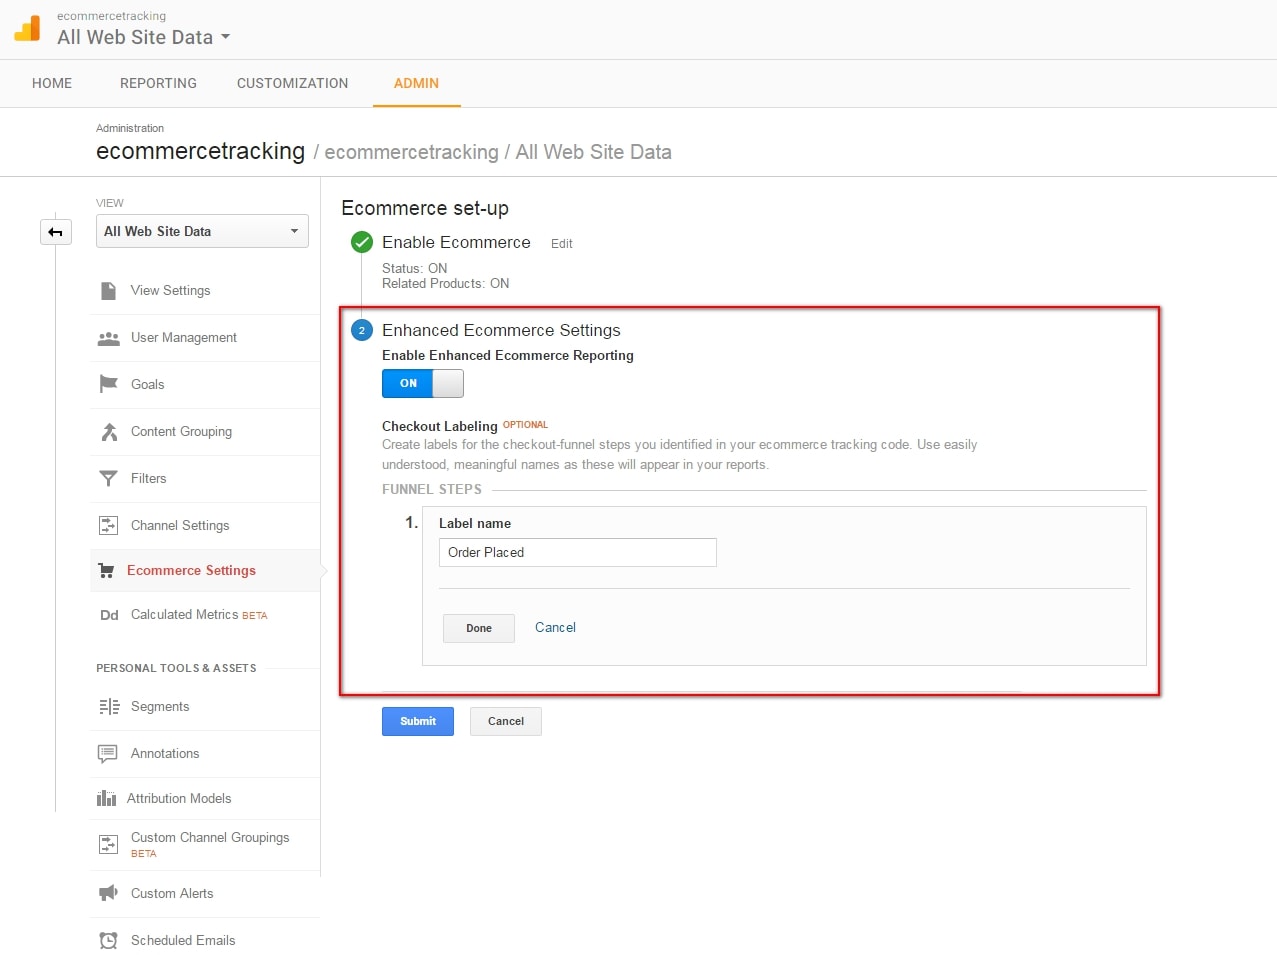 ecommercetracking
All Web Site Data
HOME REPORTING CUSTOMIZATION ADMIN
Administration
ecommercetracking / ecommercetracking / All Web Site Data
VIEW
All Web Site Data
View Settings
User Management
Goals
Content Grouping
Filters
Channel Settings
Ecommerce Settings
Dd Calculated Metrics BETA
PERSONAL TOOLS & ASSETS
Segments
Annotations
Attribution Models
Custom Channel Groupings
BETA
Custom Alerts
Scheduled Emails
Ecommerce set-up
Enable Ecommerce Edit
Status: ON
Related Products: ON
2 Enhanced Ecommerce Settings
Enable Enhanced Ecommerce Reporting
ON
Checkout Labeling OPTIONAL
Create labels for the checkout-funnel steps you identified in your ecommerce tracking code. Use easily
understood, meaningful names as these will appear in your reports.
FUNNEL STEPS
1. Label name
Order Placed
Done Cancel
Submit Cancel